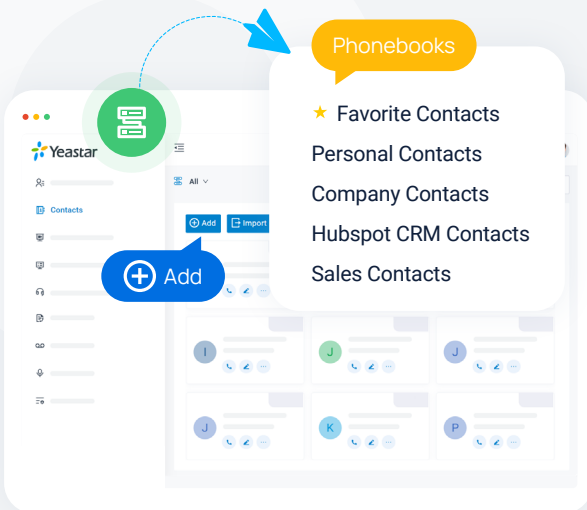 Phonebooks
★ Favorite Contacts
Personal Contacts
Company Contacts
Hubspot CRM Contacts
Sales Contacts
Yeastar
All
Contacts
Add
Import
Add
I
J
J
J
K
P